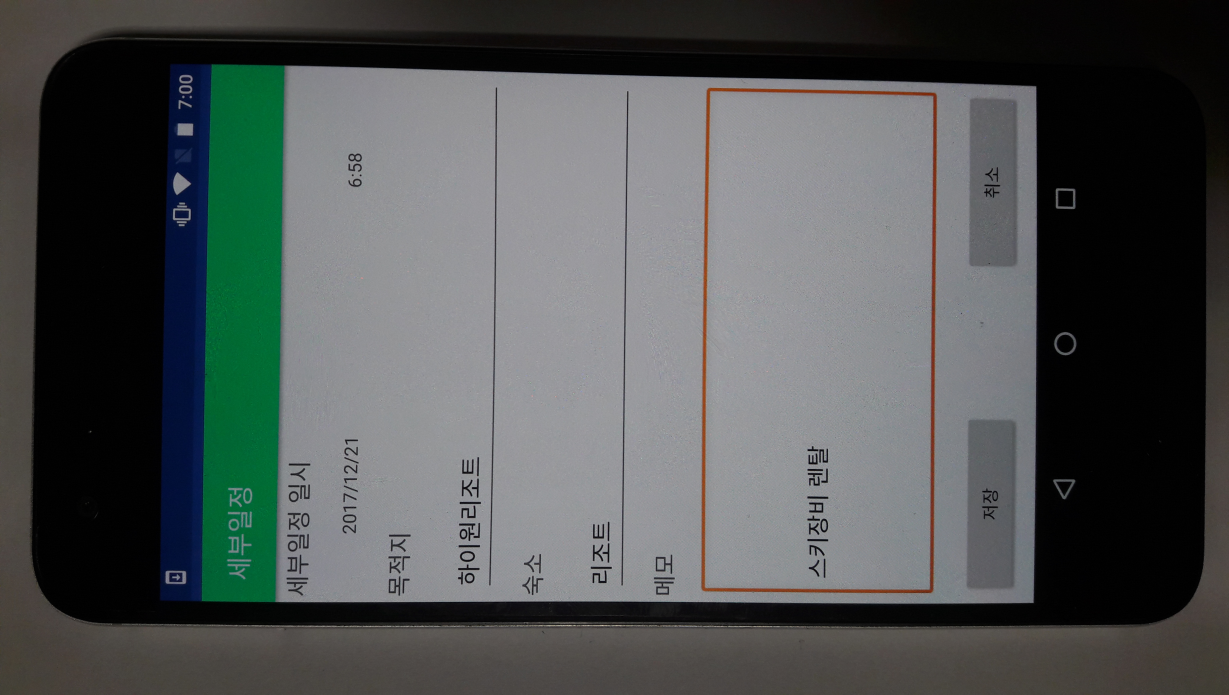 7:00
세부일정
세부일정 일시
2017/12/21 6:58
목적지
하이원리조트
숙소
리조트
메모
스키장비 렌탈
저장 취소